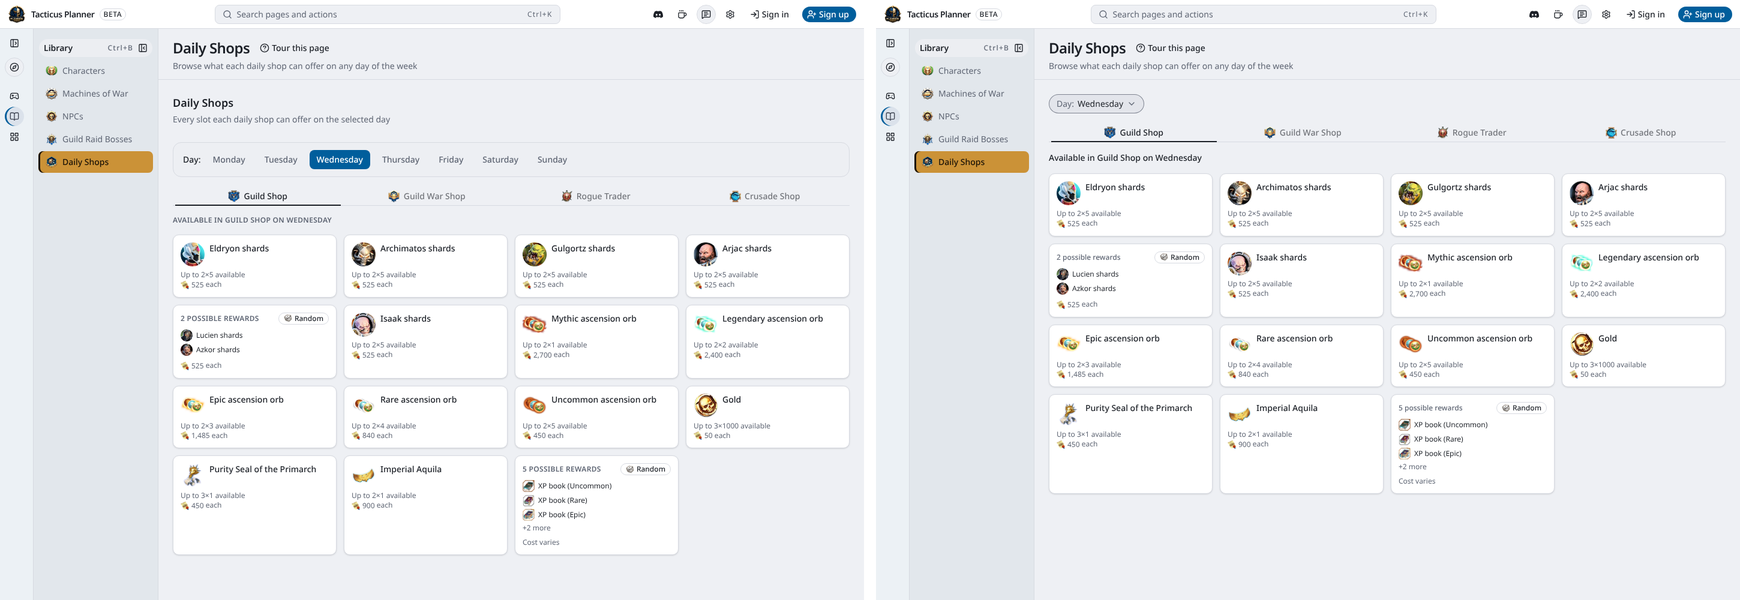 Tacticus Planner BETA
Search pages and actions Ctrl+K
Sign in
Sign up
Library Ctrl+B
Characters
Machines of War
NPCs
Guild Raid Bosses
Daily Shops
Daily Shops Tour this page
Browse what each daily shop can offer on any day of the week
Daily Shops
Every slot each daily shop can offer on the selected day
Day: Monday Tuesday Wednesday Thursday Friday Saturday Sunday
Guild Shop Guild War Shop Rogue Trader Crusade Shop
AVAILABLE IN GUILD SHOP ON WEDNESDAY
Eldryon shards
Up to 2×5 available
525 each
Archimatos shards
Up to 2×5 available
525 each
Gulgortz shards
Up to 2×5 available
525 each
Arjac shards
Up to 2×5 available
525 each
2 POSSIBLE REWARDS Random
Lucien shards
Azkor shards
525 each
Isaak shards
Up to 2×5 available
525 each
Mythic ascension orb
Up to 2×1 available
2,700 each
Legendary ascension orb
Up to 2×2 available
2,400 each
Epic ascension orb
Up to 2×3 available
1,485 each
Rare ascension orb
Up to 2×4 available
840 each
Uncommon ascension orb
Up to 2×5 available
450 each
Gold
Up to 3×1000 available
50 each
Purity Seal of the Primarch
Up to 3×1 available
450 each
Imperial Aquila
Up to 2×1 available
900 each
5 POSSIBLE REWARDS Random
XP book (Uncommon)
XP book (Rare)
XP book (Epic)
+2 more
Cost varies
Tacticus Planner BETA
Search pages and actions Ctrl+K
Sign in
Sign up
Library Ctrl+B
Characters
Machines of War
NPCs
Guild Raid Bosses
Daily Shops
Daily Shops Tour this page
Browse what each daily shop can offer on any day of the week
Day: Wednesday
Guild Shop Guild War Shop Rogue Trader Crusade Shop
Available in Guild Shop on Wednesday
Eldryon shards
Up to 2×5 available
525 each
Archimatos shards
Up to 2×5 available
525 each
Gulgortz shards
Up to 2×5 available
525 each
Arjac shards
Up to 2×5 available
525 each
2 possible rewards Random
Lucien shards
Azkor shards
525 each
Isaak shards
Up to 2×5 available
525 each
Mythic ascension orb
Up to 2×1 available
2,700 each
Legendary ascension orb
Up to 2×2 available
2,400 each
Epic ascension orb
Up to 2×3 available
1,485 each
Rare ascension orb
Up to 2×4 available
840 each
Uncommon ascension orb
Up to 2×5 available
450 each
Gold
Up to 3×1000 available
50 each
Purity Seal of the Primarch
Up to 3×1 available
450 each
Imperial Aquila
Up to 2×1 available
900 each
5 possible rewards Random
XP book (Uncommon)
XP book (Rare)
XP book (Epic)
+2 more
Cost varies